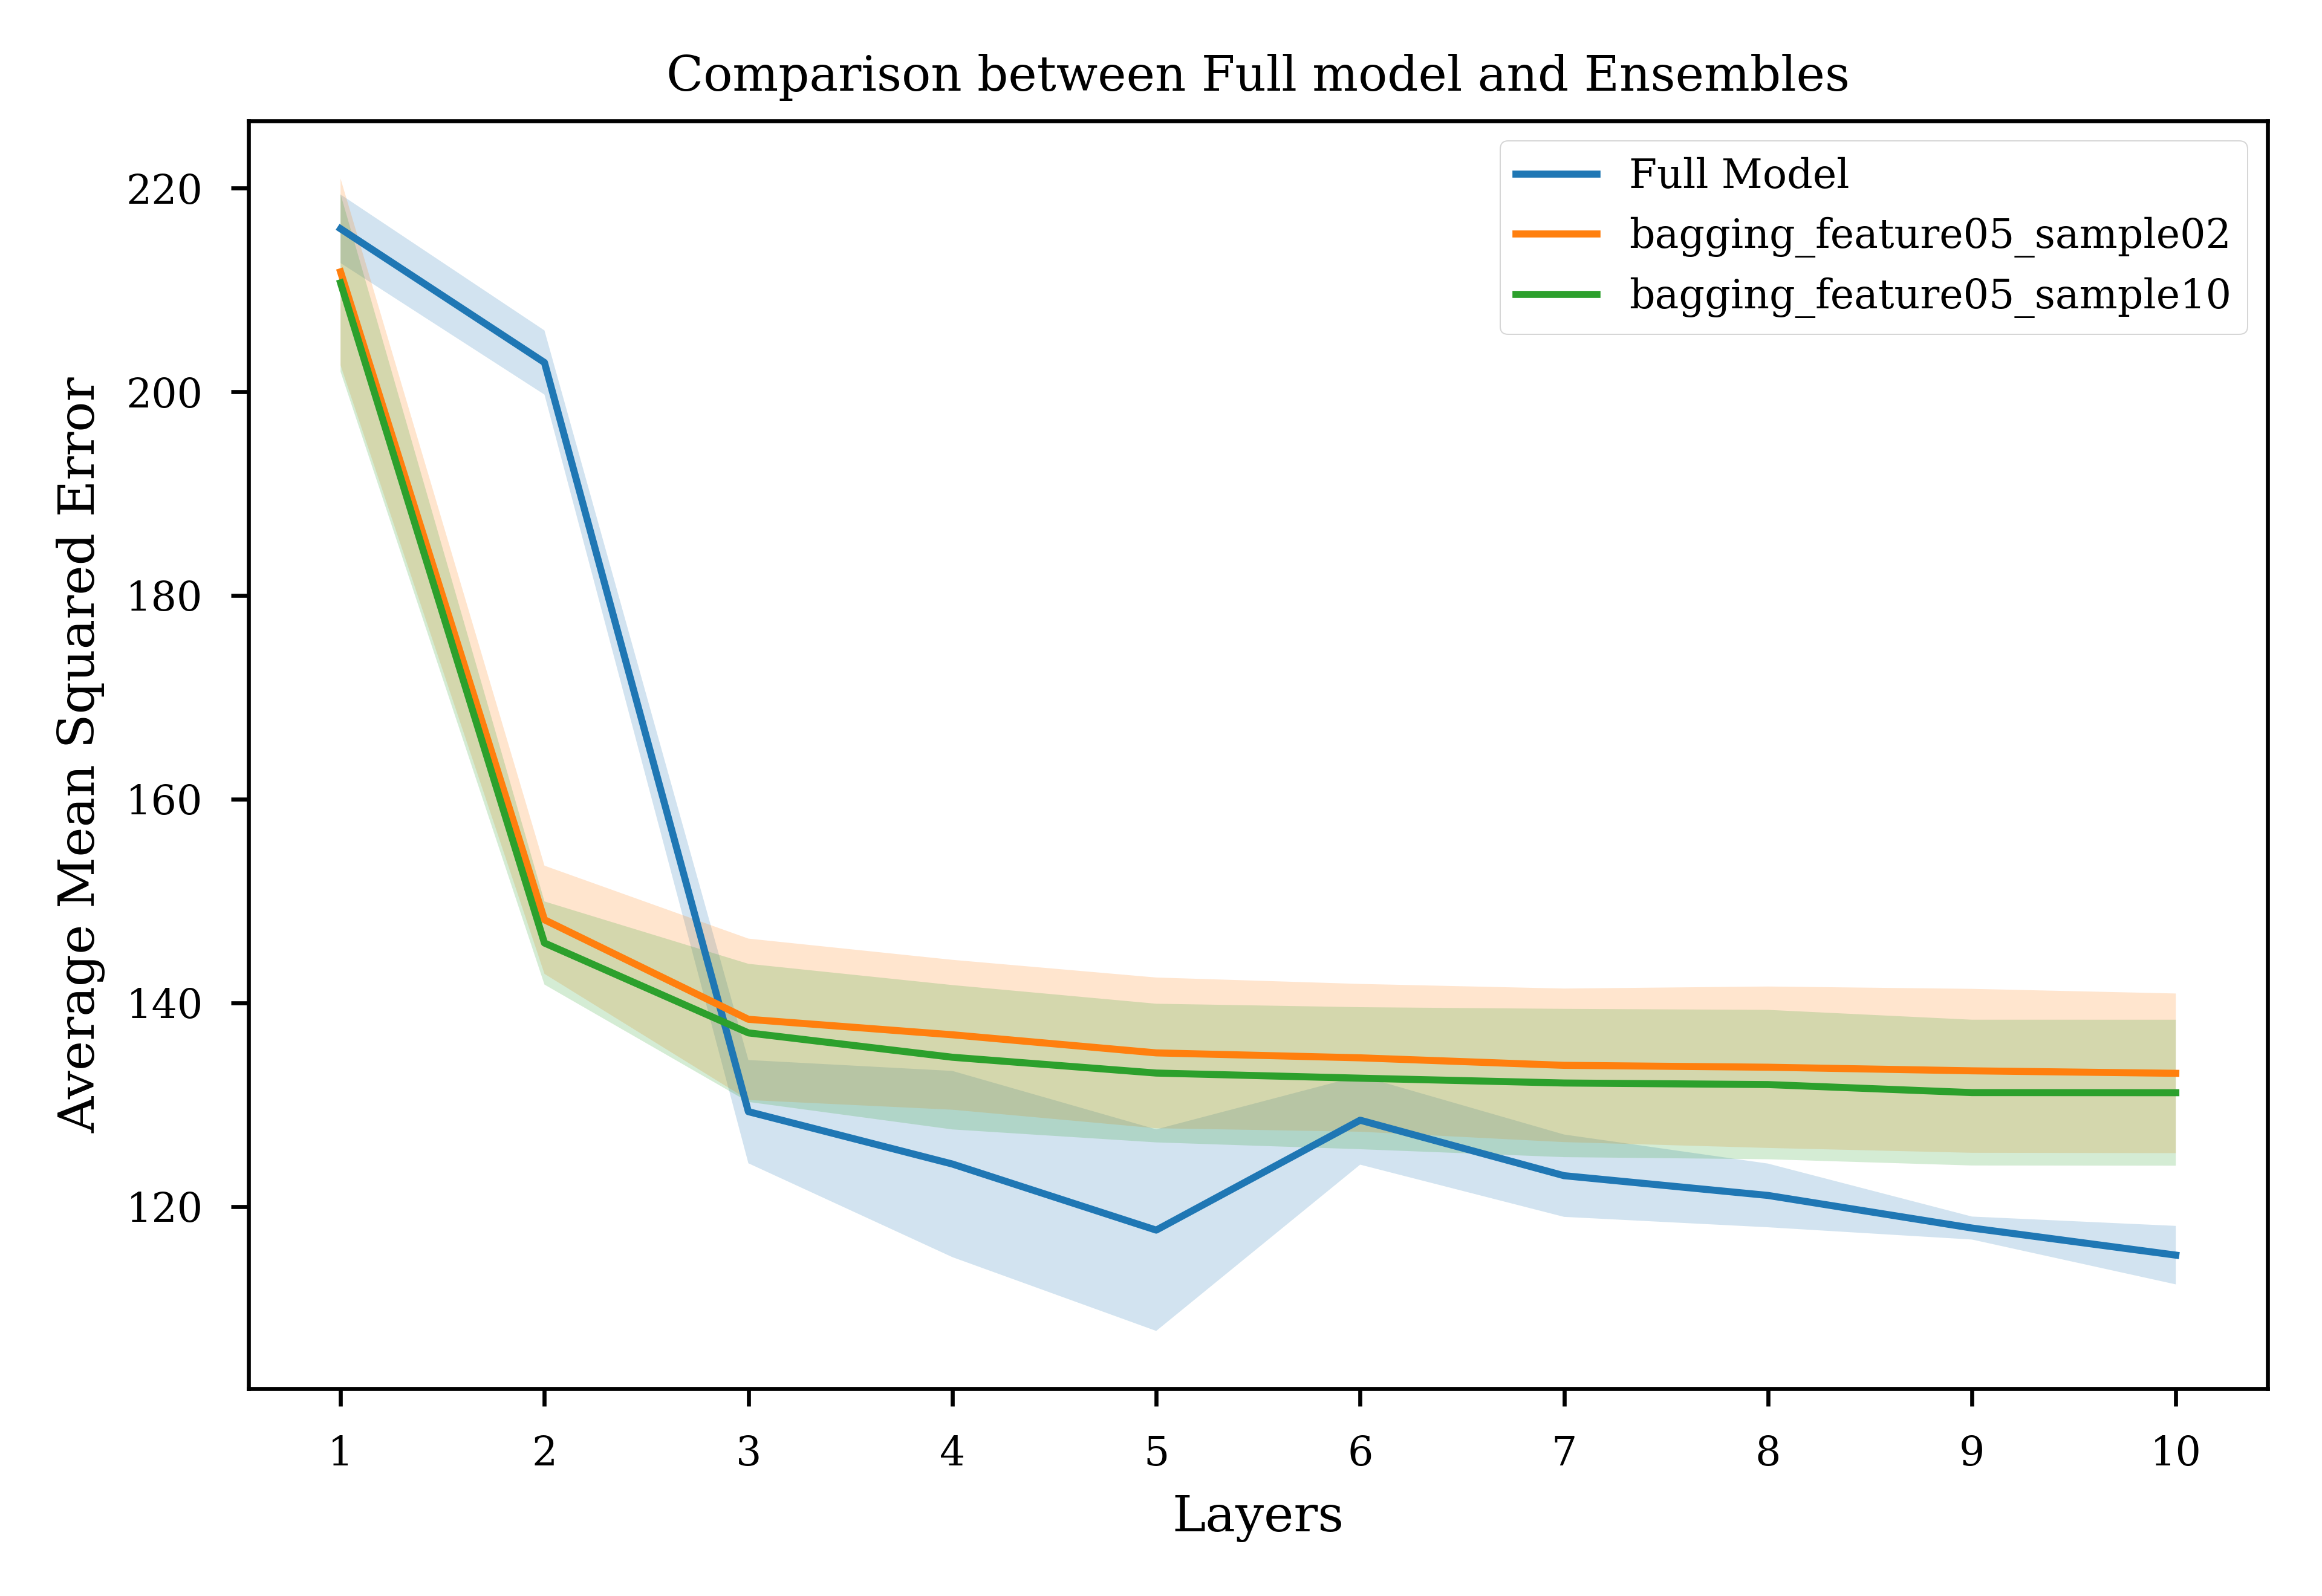 Comparison between Full model and Ensembles
Full Model
bagging_feature05_sample02
bagging_feature05_sample10
Average Mean Squared Error
220
200
180
160
140
120
1 2 3 4 5 6 7 8 9 10
Layers